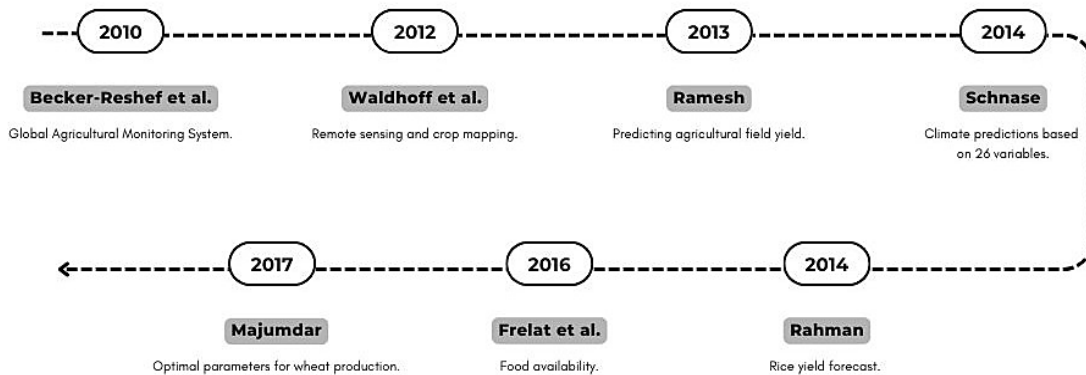 2010
2012
2013
2014
Becker-Reshef et al.
Waldhoff et al.
Ramesh
Schnase
Global Agricultural Monitoring System.
Remote sensing and crop mapping.
Predicting agricultural field yield.
Climate predictions based
on 26 variables.
2014
2016
2017
Rahman
Frelat et al.
Majumdar
Rice yield forecast.
Food availability.
Optimal parameters for wheat production.